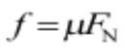 f = μF_N